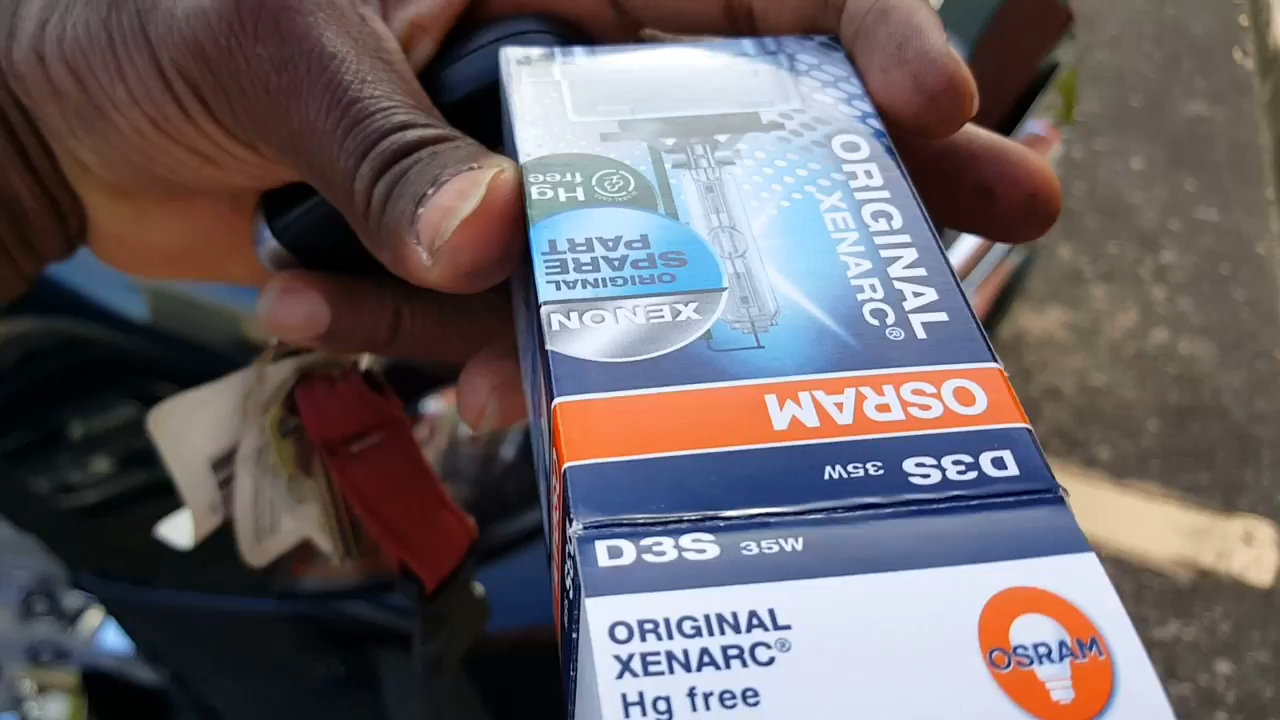 ORIGINAL
XENARC®
Hg
free
ORIGINAL
SPARE
PART
XENON
OSRAM
D3S 35W
D3S 35W
ORIGINAL
XENARC®
Hg free
OSRAM